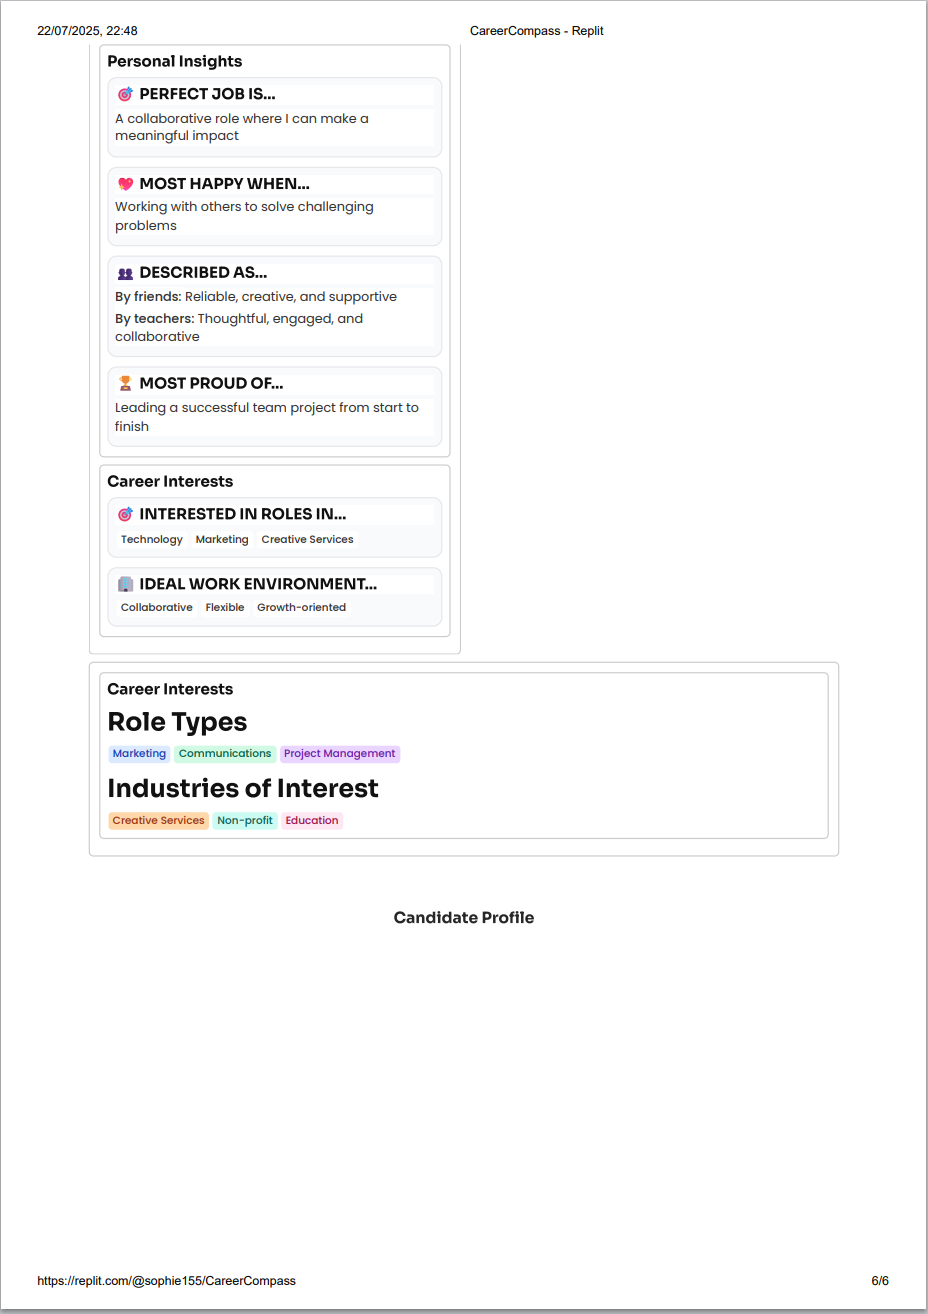 22/07/2025, 22:48
CareerCompass - Replit
Personal Insights
PERFECT JOB IS...
A collaborative role where I can make a
meaningful impact
MOST HAPPY WHEN...
Working with others to solve challenging
problems
DESCRIBED AS...
By friends: Reliable, creative, and supportive
By teachers: Thoughtful, engaged, and
collaborative
MOST PROUD OF...
Leading a successful team project from start to
finish
Career Interests
INTERESTED IN ROLES IN...
Technology Marketing Creative Services
IDEAL WORK ENVIRONMENT...
Collaborative Flexible Growth-oriented
Career Interests
Role Types
Marketing Communications Project Management
Industries of Interest
Creative Services Non-profit Education
Candidate Profile
https://replit.com/@sophie155/CareerCompass
6/6